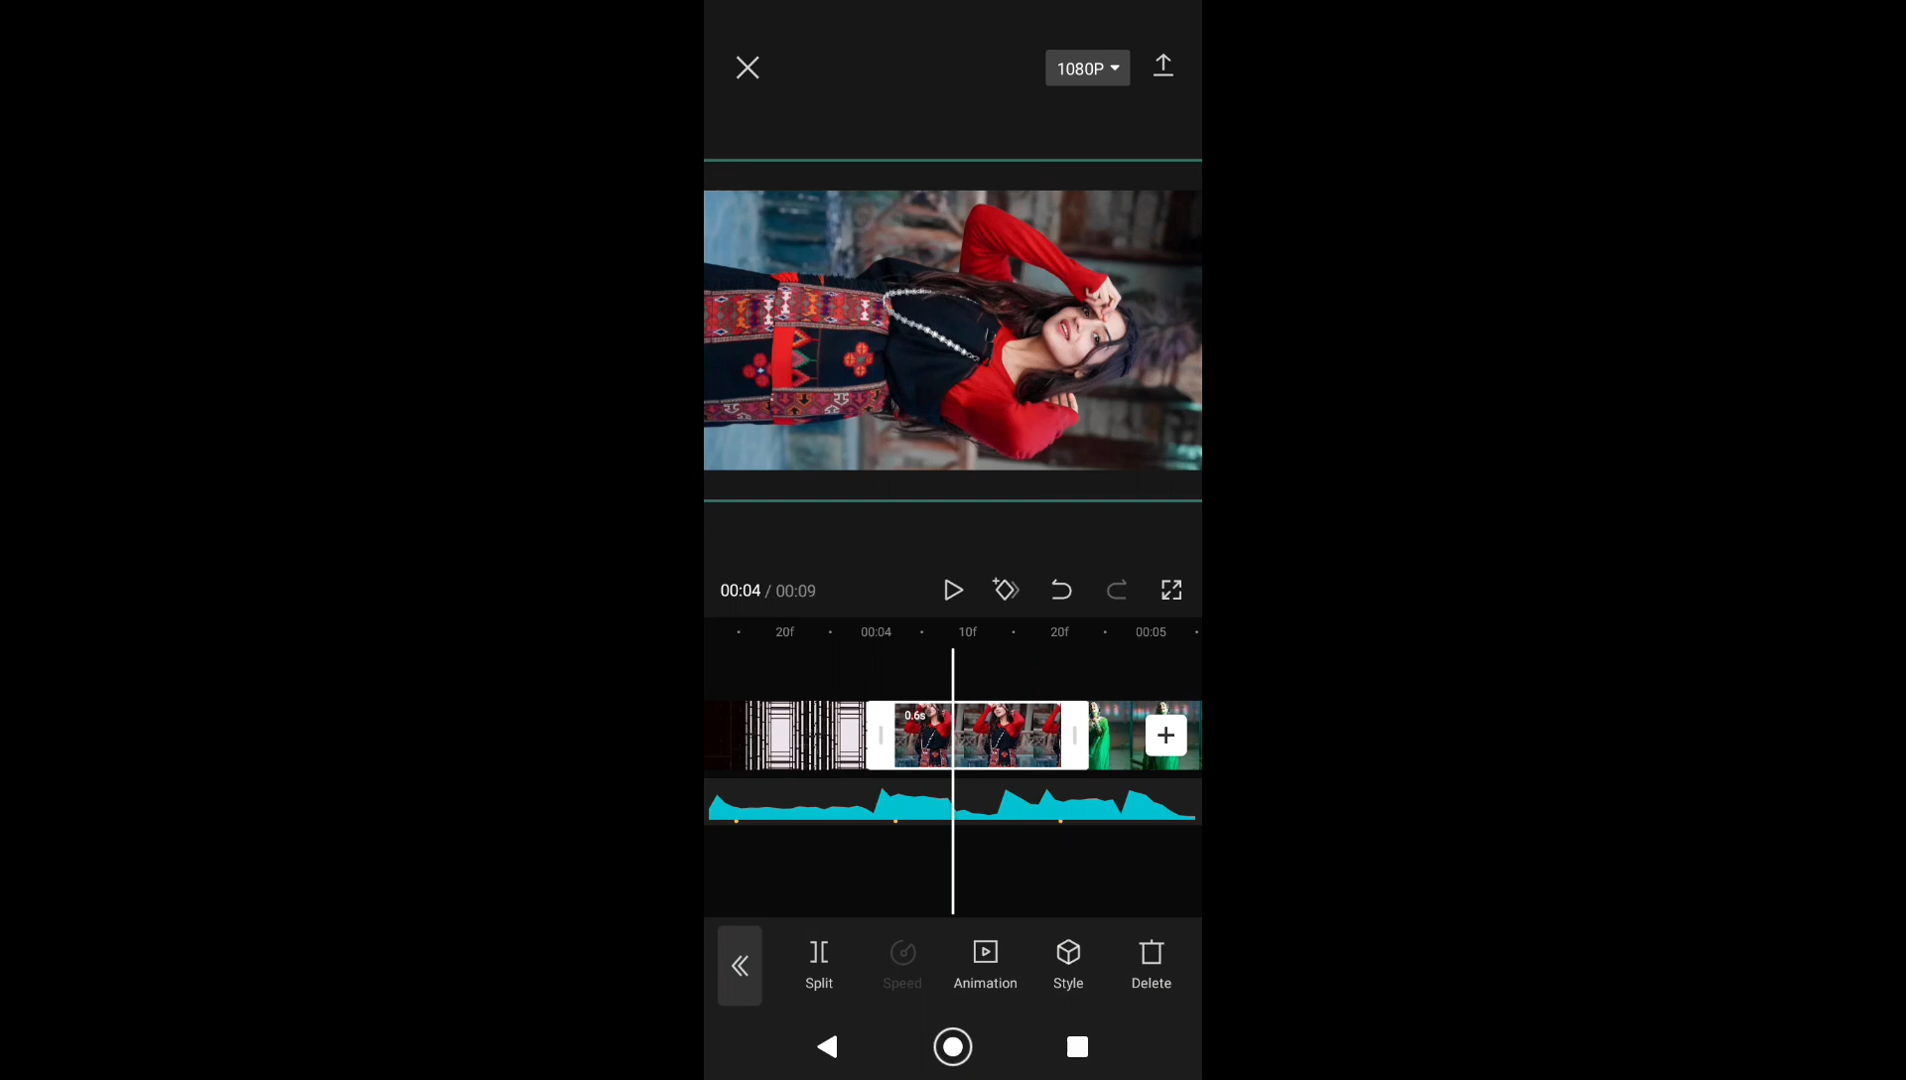 1080P
00:04 / 00:09
20f 00:04 10f 20f 00:05
0.6s
Split Speed Animation Style Delete